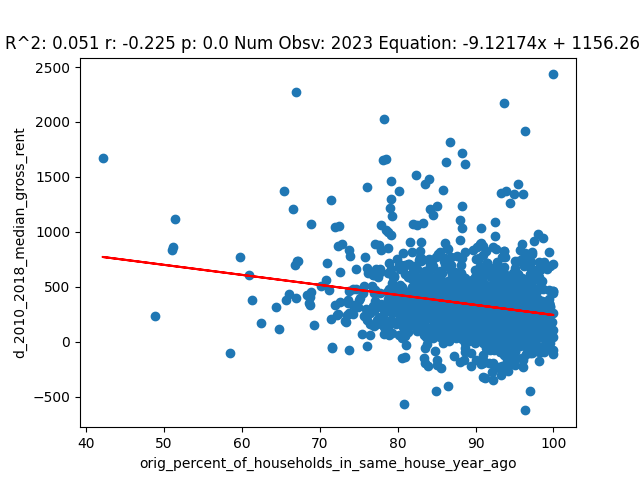 R^2: 0.051 r: -0.225 p: 0.0 Num Obsv: 2023 Equation: -9.12174x + 1156.26
2500
2000
1500
1000
500
0
−500
d_2010_2018_median_gross_rent
40 50 60 70 80 90 100
orig_percent_of_households_in_same_house_year_ago